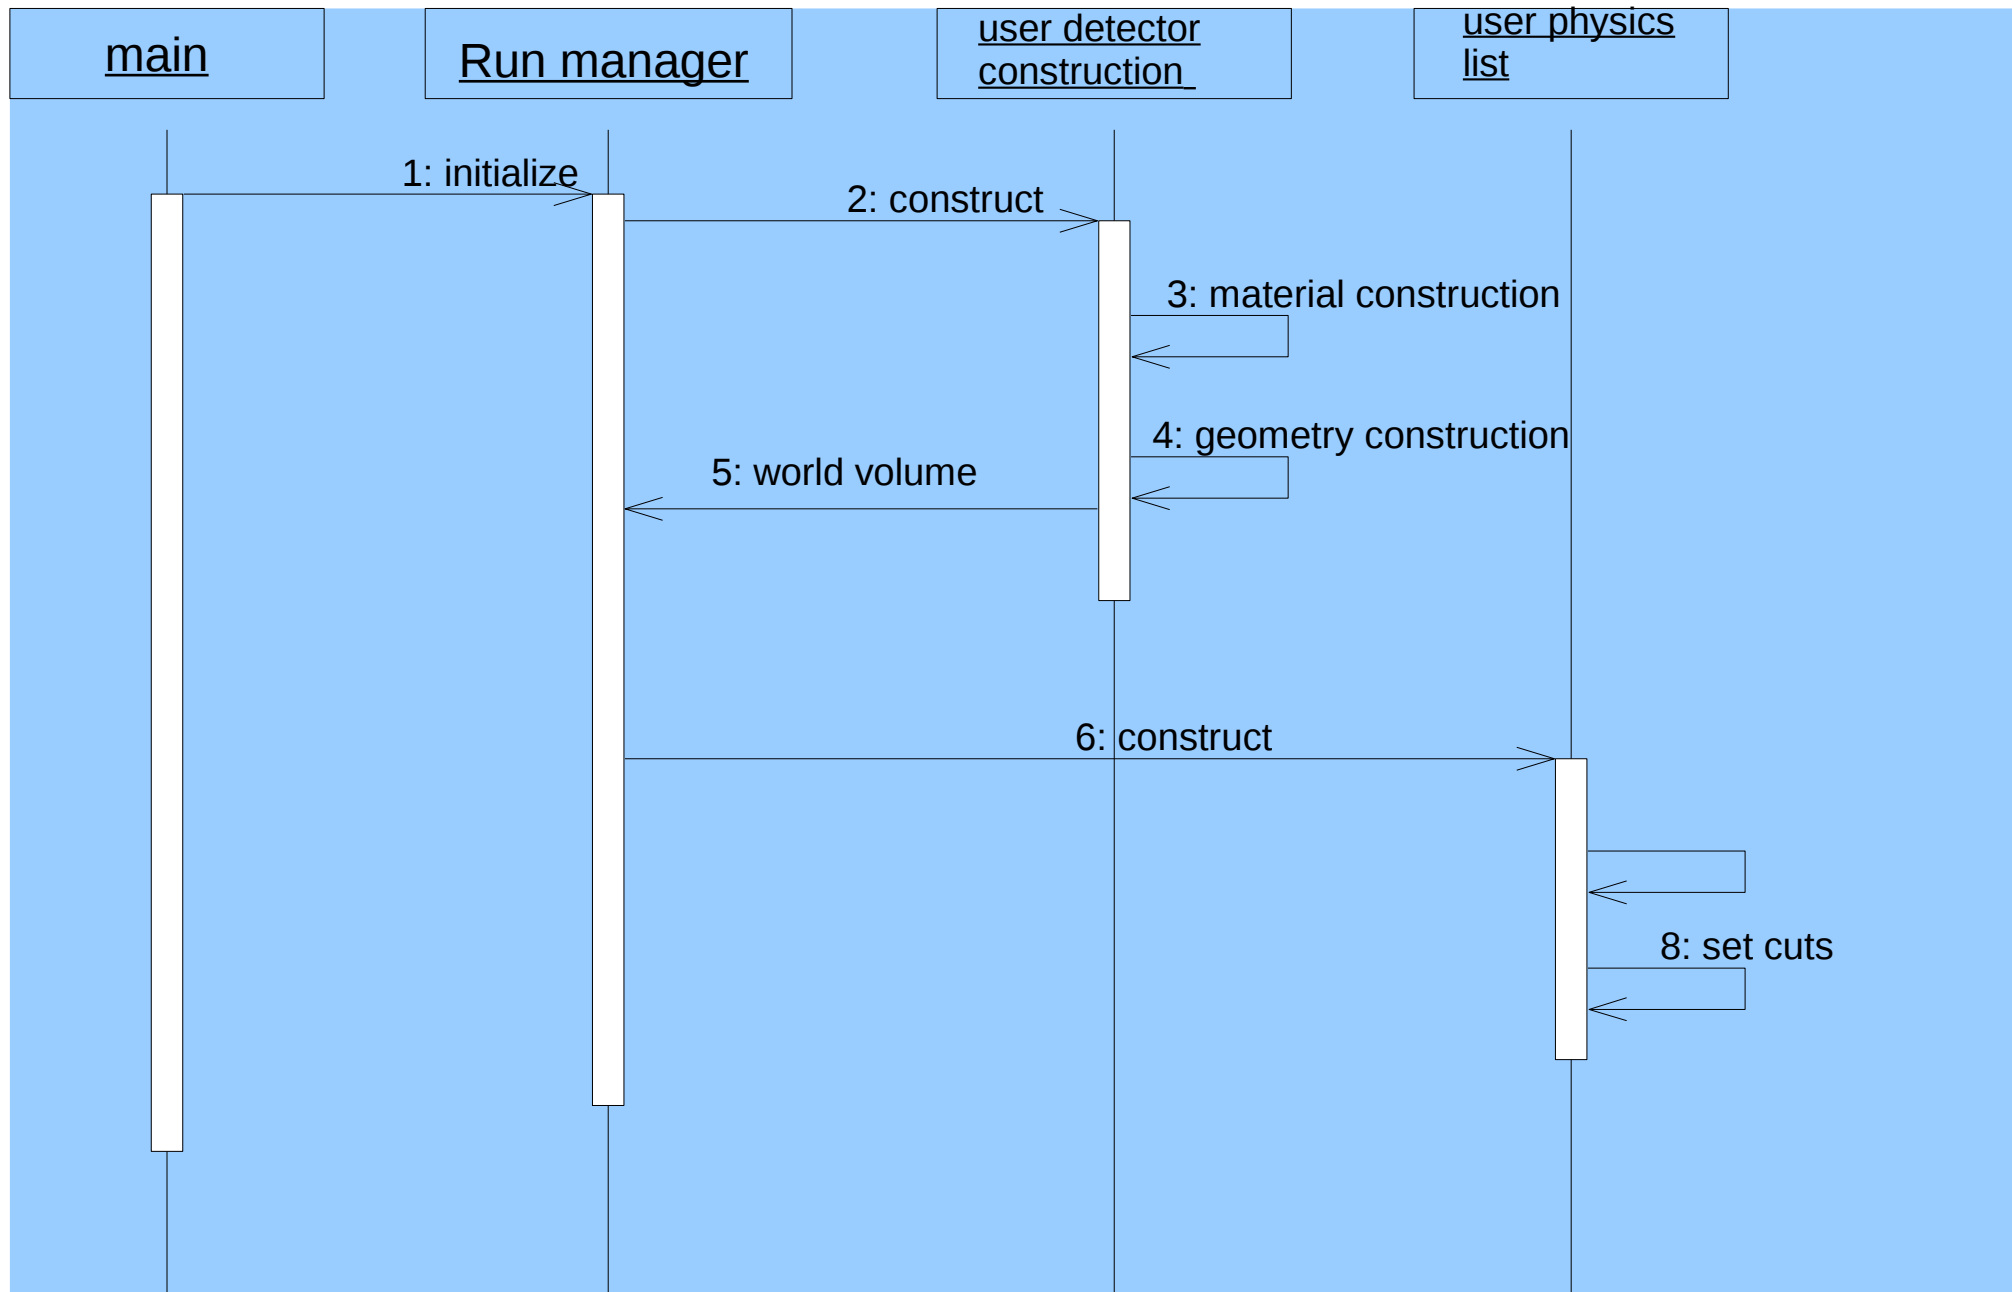 main
Run manager
user detector
construction_
user physics
list
1: initialize
2: construct
3: material construction
4: geometry construction
5: world volume
6: construct
8: set cuts